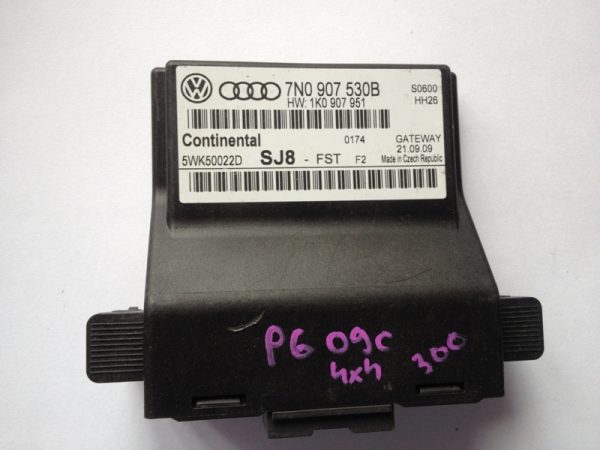 7N0 907 530B
HW: 1K0 907 951
S0600
HH26
Continental
0174
GATEWAY
21.09.09
5WK50022D
SJ8 - FST F2
Made in Czech Republic
P6 09c
4x4
300